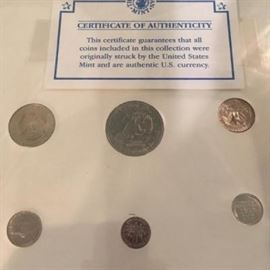 CERTIFICATE OF AUTHENTICITY
This certificate guarantees that all
coins included in this collection were
originally struck by the United States
Mint and are authentic U.S. currency.